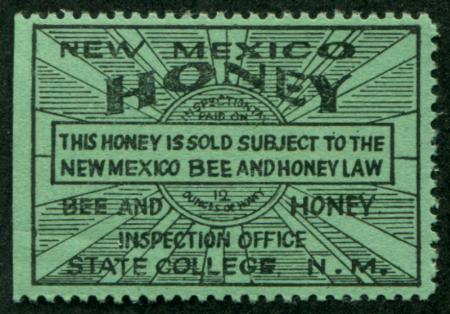 NEW MEXICO
HONEY
INSPECTION TAX
PAID ON
THIS HONEY IS SOLD SUBJECT TO THE
NEW MEXICO BEE AND HONEY LAW
12
OUNCES OF HONEY
BEE AND HONEY
INSPECTION OFFICE
STATE COLLEGE, N.M.